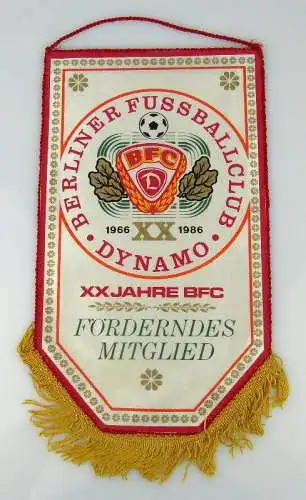 BERLINER FUSSBALLCLUB
· DYNAMO ·
BFC
D
1966 XX 1986
XX JAHRE BFC
FÖRDERNDES
MITGLIED